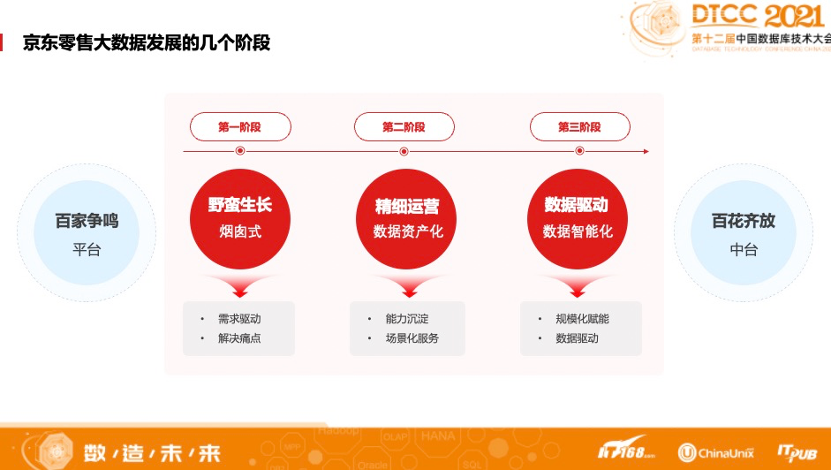 DTCC 2021
第十二届中国数据库技术大会
DATABASE TECHNOLOGY CONFERENCE CHINA 2021
京东零售大数据发展的几个阶段
第一阶段
第二阶段
第三阶段
百家争鸣
平台
野蛮生长
烟囱式
精细运营
数据资产化
数据驱动
数据智能化
百花齐放
中台
• 需求驱动
• 解决痛点
• 能力沉淀
• 场景化服务
• 规模化赋能
• 数据驱动
数造未来
Hadoop
OLAP
HANA
MPP
Oracle
SQL
IT168.com
ChinaUnix
ITPUB